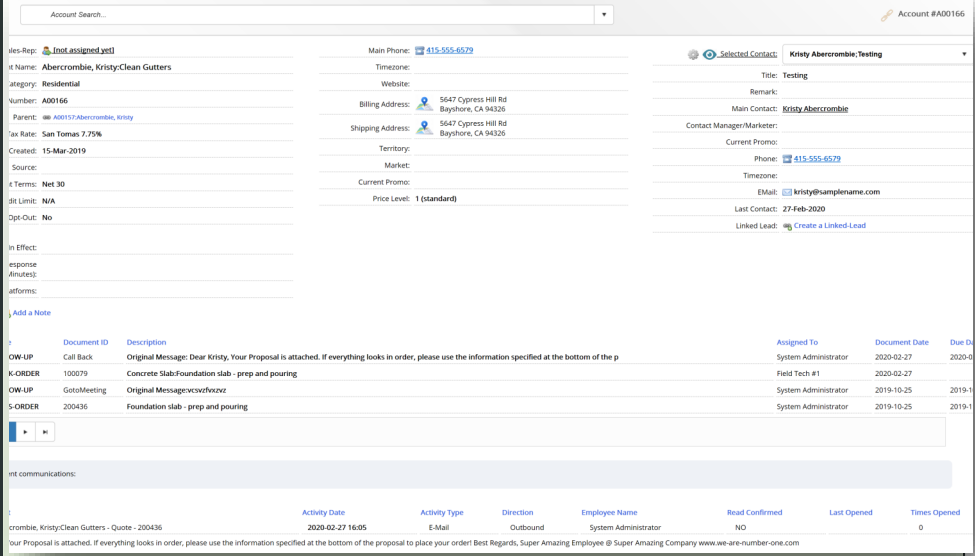 Account Search...
Account #A00166
ales-Rep: [not assigned yet]
t Name: Abercrombie, Kristy:Clean Gutters
ategory: Residential
Number: A00166
Parent: A00157:Abercrombie, Kristy
ax Rate: San Tomas 7.75%
Created: 15-Mar-2019
Source:
t Terms: Net 30
dit Limit: N/A
Opt-Out: No
in Effect:
esponse
Minutes):
atforms:
Add a Note
Main Phone: 415-555-6579
Timezone:
Website:
Billing Address: 5647 Cypress Hill Rd
Bayshore, CA 94326
Shipping Address: 5647 Cypress Hill Rd
Bayshore, CA 94326
Territory:
Market:
Current Promo:
Price Level: 1 (standard)
Selected Contact: Kristy Abercrombie;Testing
Title: Testing
Remark:
Main Contact: Kristy Abercrombie
Contact Manager/Marketer:
Current Promo:
Phone: 415-555-6579
Timezone:
EMail: kristy@samplename.com
Last Contact: 27-Feb-2020
Linked Lead: Create a Linked-Lead
e Document ID Description Assigned To Document Date Due Da
OW-UP Call Back Original Message: Dear Kristy, Your Proposal is attached. If everything looks in order, please use the information specified at the bottom of the p System Administrator 2020-02-27 2020-0
K-ORDER 100079 Concrete Slab:Foundation slab - prep and pouring Field Tech #1 2020-02-27
OW-UP GotoMeeting Original Message:vcsvzfvxzvz System Administrator 2019-10-25 2019-1
S-ORDER 200436 Foundation slab - prep and pouring System Administrator 2019-10-25 2019-1
ent communications:
t Activity Date Activity Type Direction Employee Name Read Confirmed Last Opened Times Opened
crombie, Kristy:Clean Gutters - Quote - 200436 2020-02-27 16:05 E-Mail Outbound System Administrator NO 0
our Proposal is attached. If everything looks in order, please use the information specified at the bottom of the proposal to place your order! Best Regards, Super Amazing Employee @ Super Amazing Company www.we-are-number-one.com